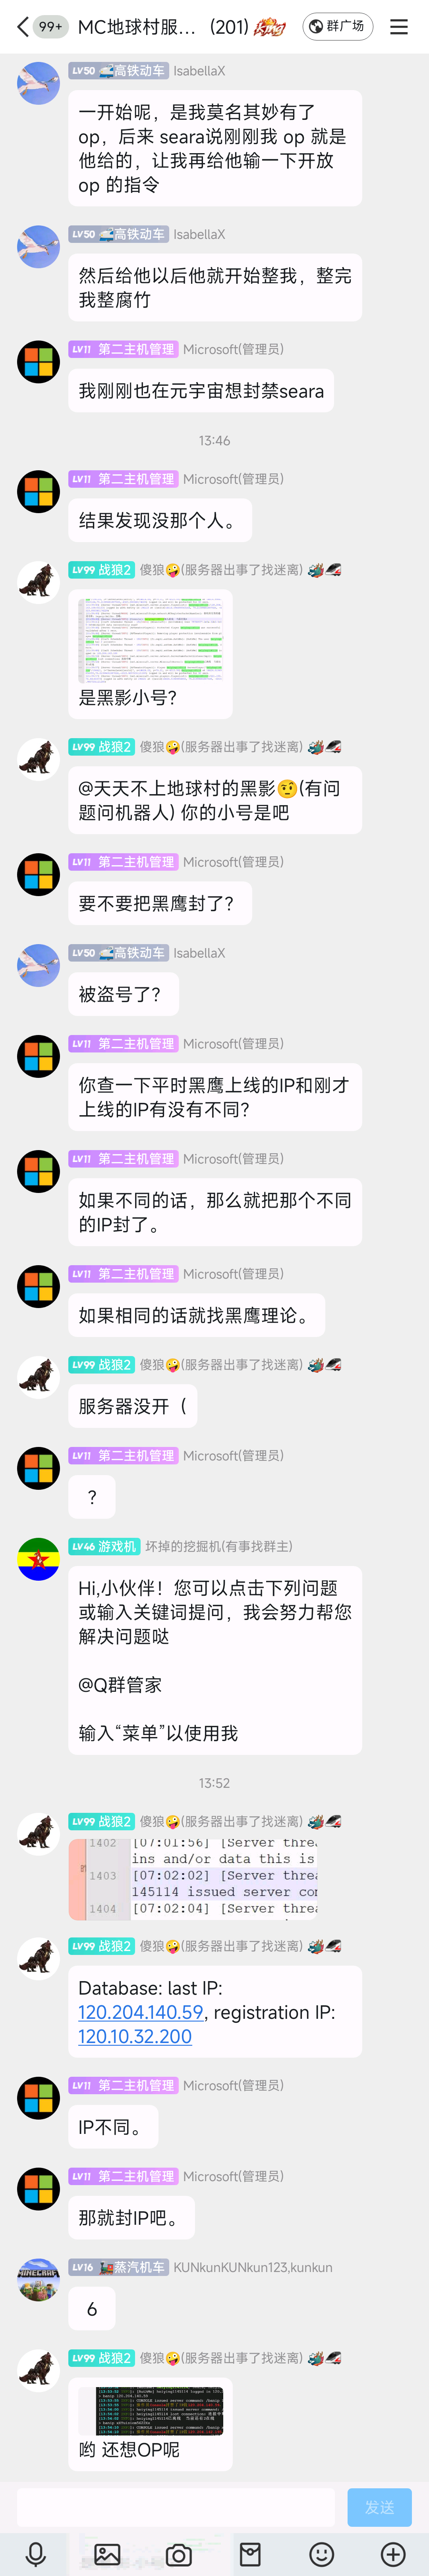 99+ MC地球村服... (201) 群广场
LV50 高铁动车 IsabellaX
一开始呢，是我莫名其妙有了
op，后来 seara说刚刚我 op 就是
他给的，让我再给他输一下开放
op 的指令
LV50 高铁动车 IsabellaX
然后给他以后他就开始整我，整完
我整腐竹
LV11 第二主机管理 Microsoft(管理员)
我刚刚也在元宇宙想封禁seara
13:46
LV11 第二主机管理 Microsoft(管理员)
结果发现没那个人。
LV99 战狼2 傻狼🤪(服务器出事了找迷离)
是黑影小号？
LV99 战狼2 傻狼🤪(服务器出事了找迷离)
@天天不上地球村的黑影🤨(有问
题问机器人) 你的小号是吧
LV11 第二主机管理 Microsoft(管理员)
要不要把黑鹰封了？
LV50 高铁动车 IsabellaX
被盗号了？
LV11 第二主机管理 Microsoft(管理员)
你查一下平时黑鹰上线的IP和刚才
上线的IP有没有不同？
LV11 第二主机管理 Microsoft(管理员)
如果不同的话，那么就把那个不同
的IP封了。
LV11 第二主机管理 Microsoft(管理员)
如果相同的话就找黑鹰理论。
LV99 战狼2 傻狼🤪(服务器出事了找迷离)
服务器没开（
LV11 第二主机管理 Microsoft(管理员)
？
LV46 游戏机 坏掉的挖掘机(有事找群主)
Hi,小伙伴！您可以点击下列问题
或输入关键词提问，我会努力帮您
解决问题哒
@Q群管家
输入“菜单”以使用我
13:52
LV99 战狼2 傻狼🤪(服务器出事了找迷离)
1402 [07:01:56] [Server threa
ins and/or data this is
1403 [07:02:02] [Server threa
145114 issued server con
1404 [07:02:04] [Server threa
LV99 战狼2 傻狼🤪(服务器出事了找迷离)
Database: last IP:
120.204.140.59, registration IP:
120.10.32.200
LV11 第二主机管理 Microsoft(管理员)
IP不同。
LV11 第二主机管理 Microsoft(管理员)
那就封IP吧。
MINECRAFT
LV16 蒸汽机车 KUNkunKUNkun123,kunkun
6
LV99 战狼2 傻狼🤪(服务器出事了找迷离)
哟 还想OP呢
发送